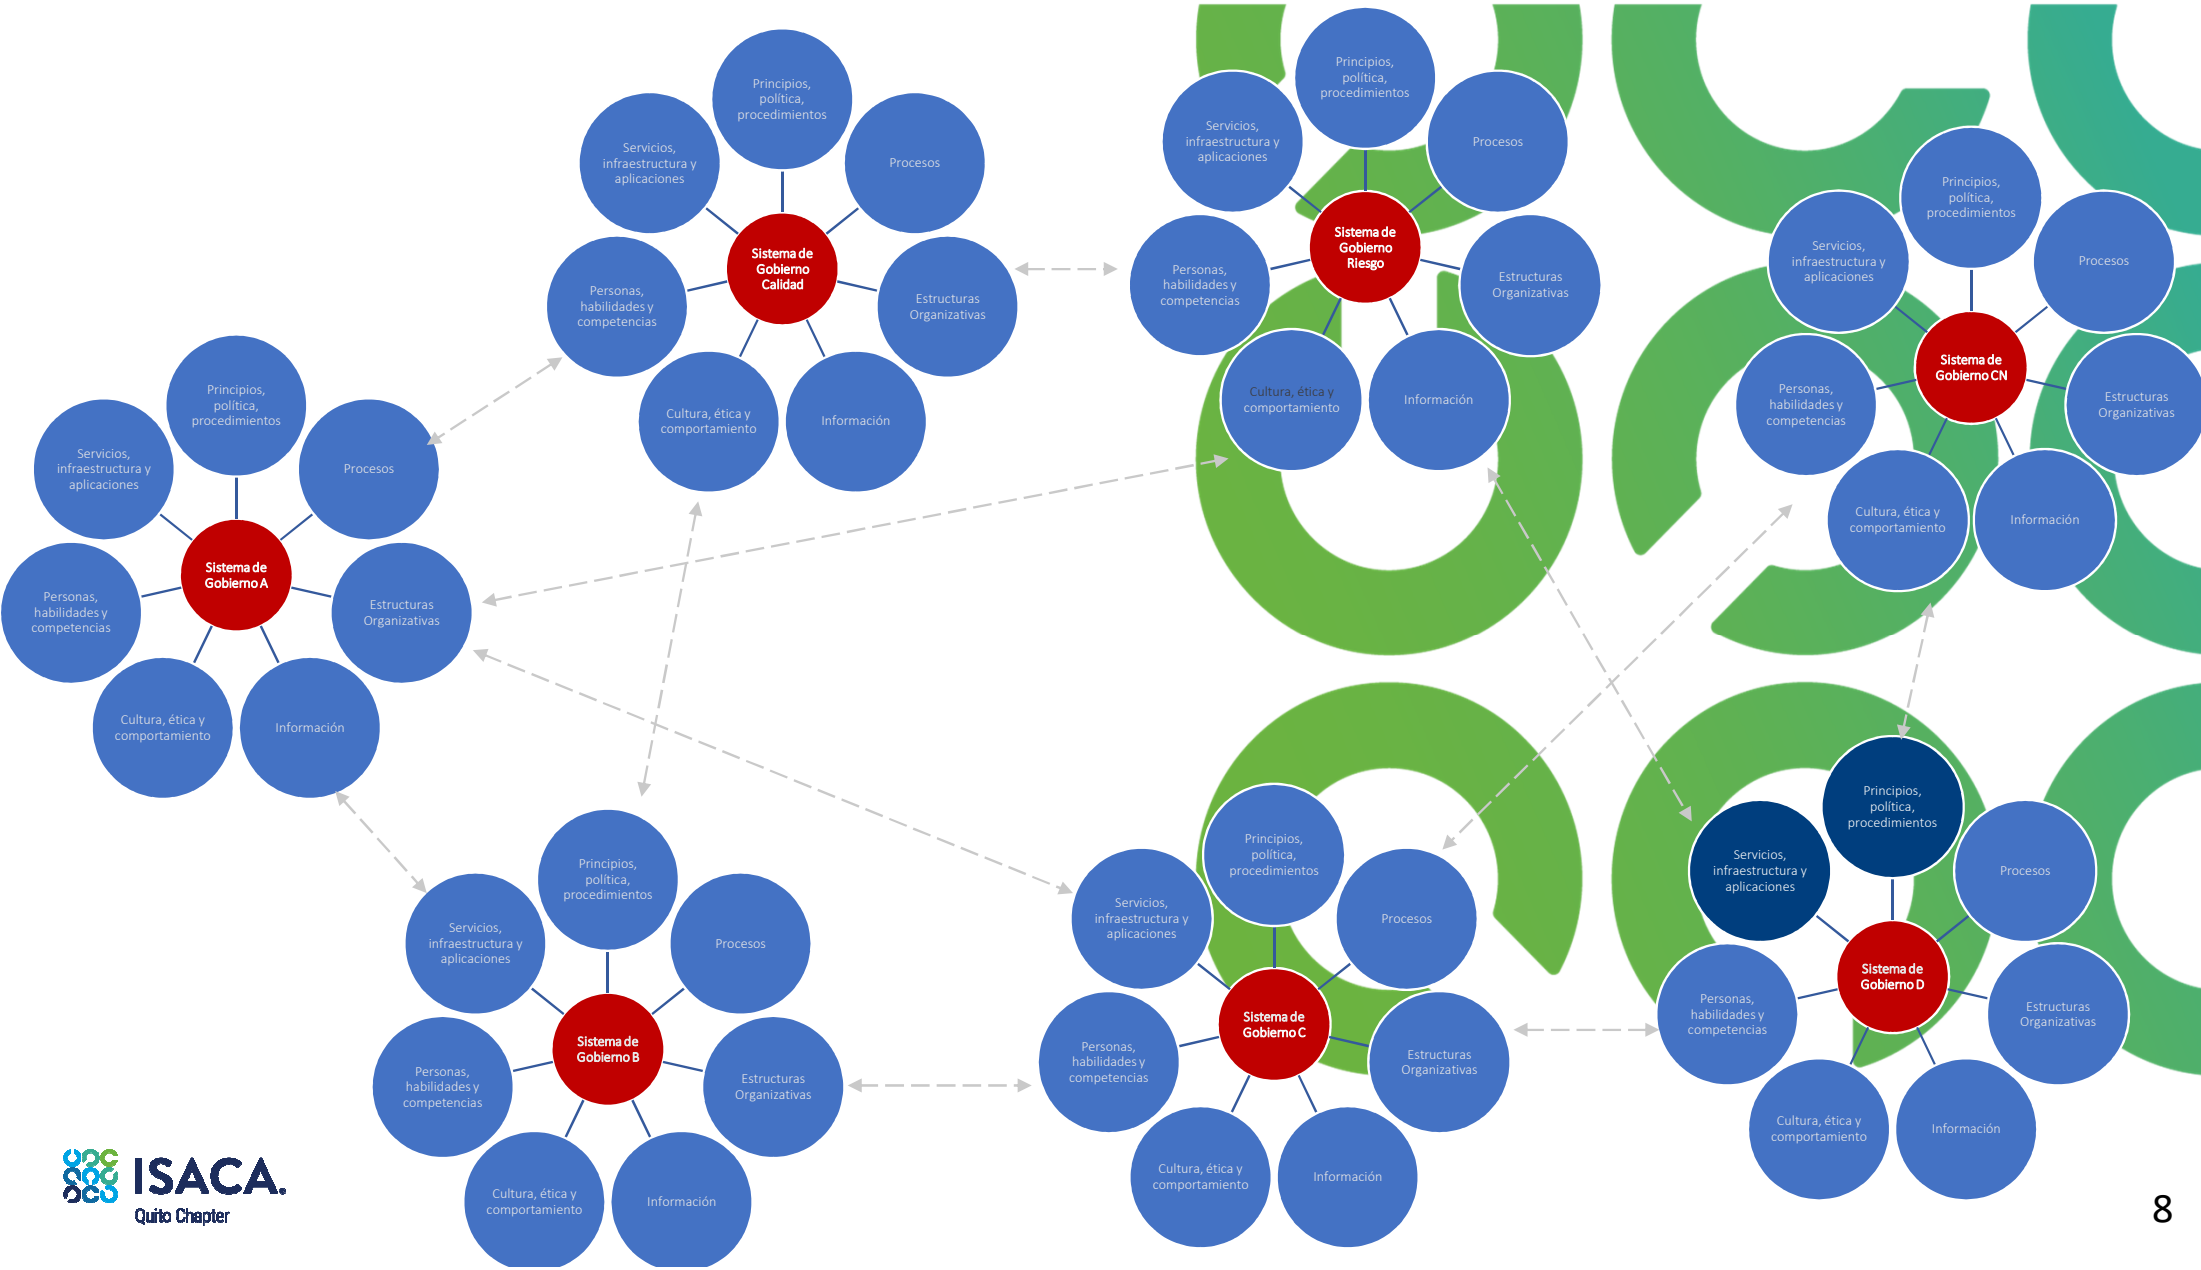 Principios,
política,
procedimientos
Servicios,
infraestructura y
aplicaciones
Procesos
Sistema de
Gobierno
Calidad
Personas,
habilidades y
competencias
Estructuras
Organizativas
Cultura, ética y
comportamiento
Información
Principios,
política,
procedimientos
Servicios,
infraestructura y
aplicaciones
Procesos
Sistema de
Gobierno
Riesgo
Personas,
habilidades y
competencias
Estructuras
Organizativas
Cultura, ética y
comportamiento
Información
Principios,
política,
procedimientos
Servicios,
infraestructura y
aplicaciones
Procesos
Sistema de
Gobierno CN
Personas,
habilidades y
competencias
Estructuras
Organizativas
Cultura, ética y
comportamiento
Información
Principios,
política,
procedimientos
Servicios,
infraestructura y
aplicaciones
Procesos
Sistema de
Gobierno A
Personas,
habilidades y
competencias
Estructuras
Organizativas
Cultura, ética y
comportamiento
Información
Principios,
política,
procedimientos
Servicios,
infraestructura y
aplicaciones
Procesos
Sistema de
Gobierno B
Personas,
habilidades y
competencias
Estructuras
Organizativas
Cultura, ética y
comportamiento
Información
Principios,
política,
procedimientos
Servicios,
infraestructura y
aplicaciones
Procesos
Sistema de
Gobierno C
Personas,
habilidades y
competencias
Estructuras
Organizativas
Cultura, ética y
comportamiento
Información
Principios,
política,
procedimientos
Servicios,
infraestructura y
aplicaciones
Procesos
Sistema de
Gobierno D
Personas,
habilidades y
competencias
Estructuras
Organizativas
Cultura, ética y
comportamiento
Información
ISACA.
Quito Chapter
8